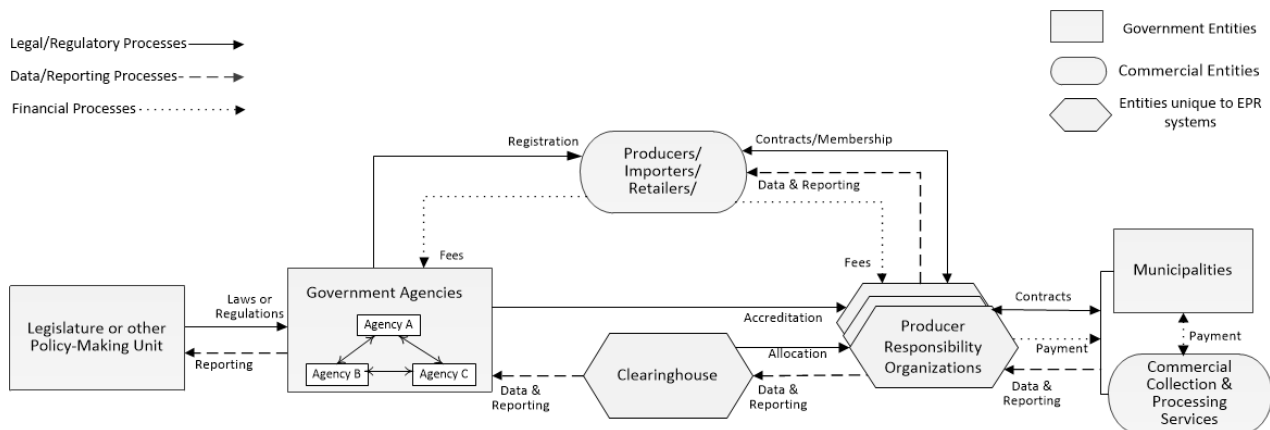 Legal/Regulatory Processes
Data/Reporting Processes
Financial Processes
Government Entities
Commercial Entities
Entities unique to EPR
systems
Registration
Producers/
Importers/
Retailers/
Contracts/Membership
Data & Reporting
Fees
Fees
Legislature or other
Policy-Making Unit
Laws or
Regulations
Reporting
Government Agencies
Agency A
Agency B
Agency C
Accreditation
Allocation
Clearinghouse
Data &
Reporting
Data &
Reporting
Producer
Responsibility
Organizations
Contracts
Payment
Data &
Reporting
Municipalities
Payment
Commercial
Collection &
Processing
Services